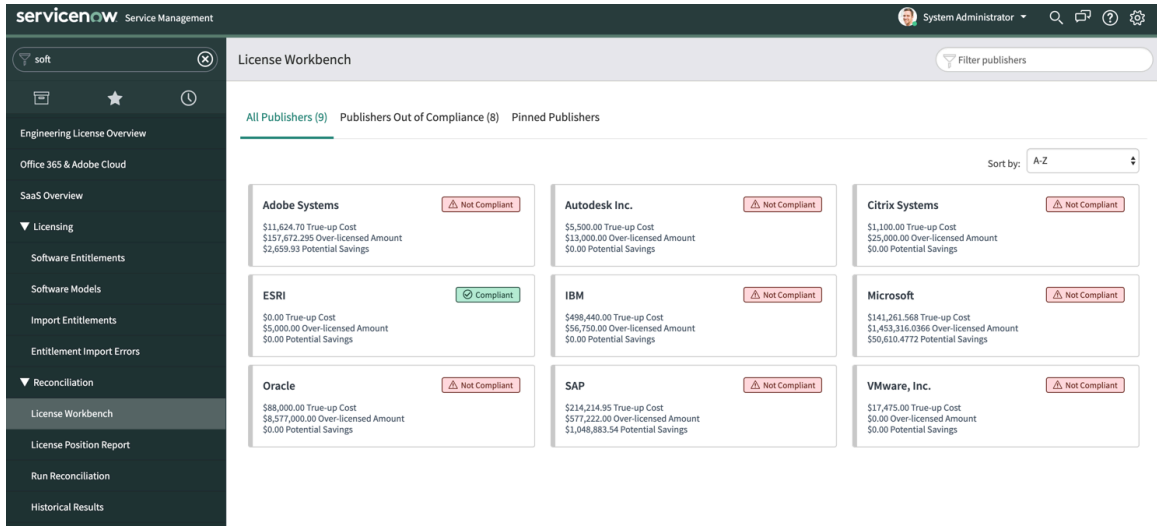 servicenow Service Management
System Administrator
soft
Engineering License Overview
Office 365 & Adobe Cloud
SaaS Overview
Licensing
Software Entitlements
Software Models
Import Entitlements
Entitlement Import Errors
Reconciliation
License Workbench
License Position Report
Run Reconciliation
Historical Results
License Workbench
Filter publishers
All Publishers (9) Publishers Out of Compliance (8) Pinned Publishers
Sort by: A-Z
Adobe Systems Not Compliant
$11,624.70 True-up Cost
$157,672.295 Over-licensed Amount
$2,659.93 Potential Savings
Autodesk Inc. Not Compliant
$5,500.00 True-up Cost
$13,000.00 Over-licensed Amount
$0.00 Potential Savings
Citrix Systems Not Compliant
$1,100.00 True-up Cost
$25,000.00 Over-licensed Amount
$0.00 Potential Savings
ESRI Compliant
$0.00 True-up Cost
$5,000.00 Over-licensed Amount
$0.00 Potential Savings
IBM Not Compliant
$498,440.00 True-up Cost
$56,750.00 Over-licensed Amount
$0.00 Potential Savings
Microsoft Not Compliant
$141,261.568 True-up Cost
$1,453,316.0366 Over-licensed Amount
$50,610.4772 Potential Savings
Oracle Not Compliant
$88,000.00 True-up Cost
$8,577,000.00 Over-licensed Amount
$0.00 Potential Savings
SAP Not Compliant
$214,214.95 True-up Cost
$577,222.00 Over-licensed Amount
$1,048,883.54 Potential Savings
VMware, Inc. Not Compliant
$17,475.00 True-up Cost
$0.00 Over-licensed Amount
$0.00 Potential Savings